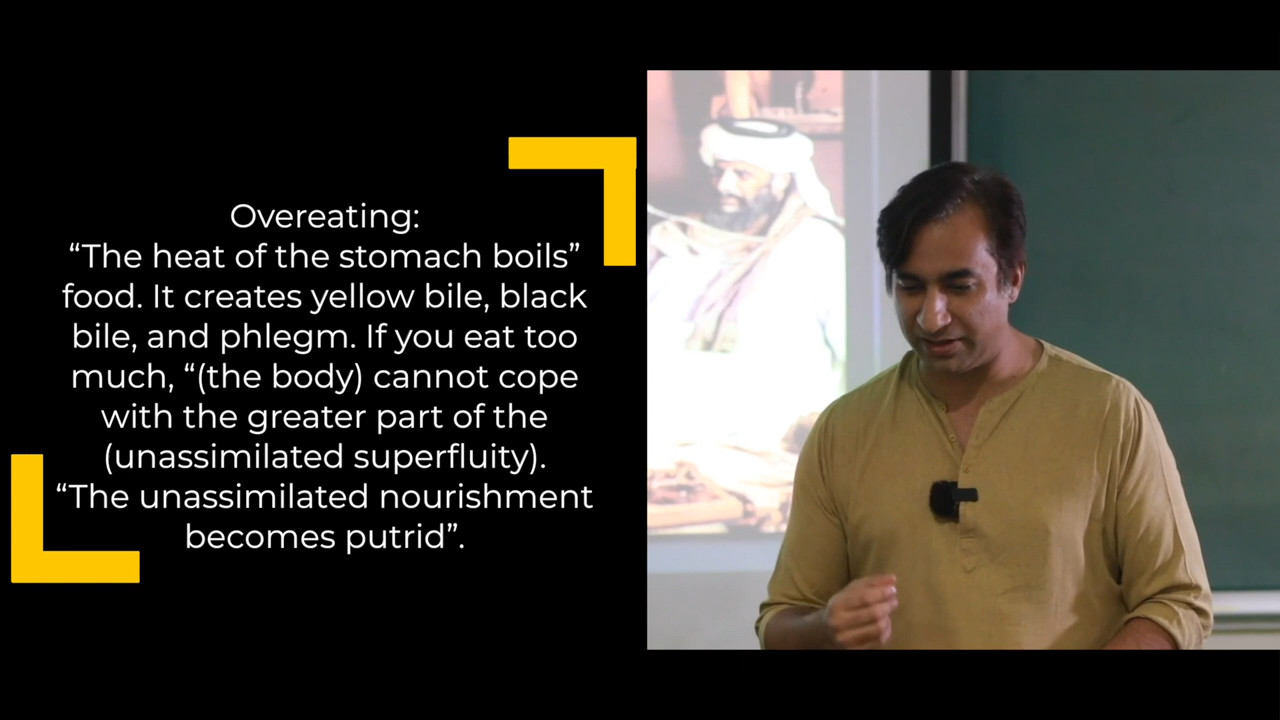 Overeating:
“The heat of the stomach boils”
food. It creates yellow bile, black
bile, and phlegm. If you eat too
much, “(the body) cannot cope
with the greater part of the
(unassimilated superfluity).
“The unassimilated nourishment
becomes putrid”.